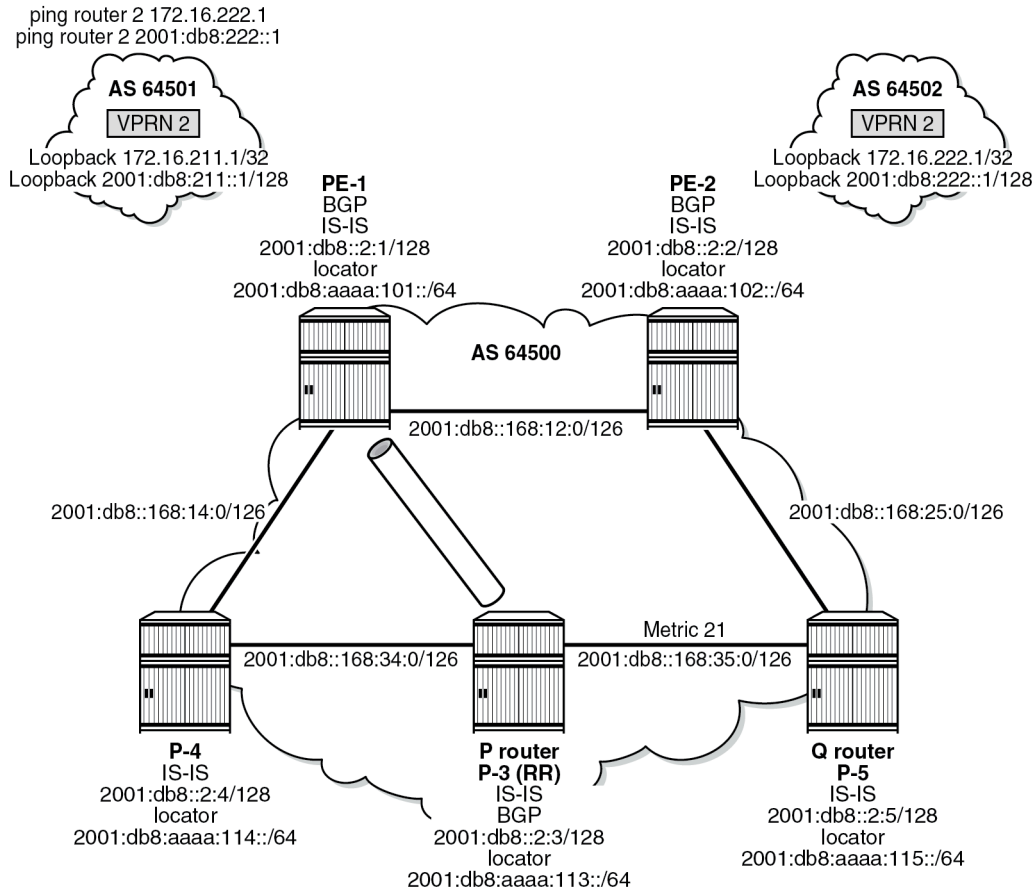 ping router 2 172.16.222.1
ping router 2 2001:db8:222::1
AS 64501
VPRN 2
Loopback 172.16.211.1/32
Loopback 2001:db8:211::1/128
AS 64502
VPRN 2
Loopback 172.16.222.1/32
Loopback 2001:db8:222::1/128
PE-1
BGP
IS-IS
2001:db8::2:1/128
locator
2001:db8:aaaa:101::/64
PE-2
BGP
IS-IS
2001:db8::2:2/128
locator
2001:db8:aaaa:102::/64
AS 64500
2001:db8::168:12:0/126
2001:db8::168:14:0/126
2001:db8::168:25:0/126
Metric 21
2001:db8::168:34:0/126
2001:db8::168:35:0/126
P-4
IS-IS
2001:db8::2:4/128
locator
2001:db8:aaaa:114::/64
P router
P-3 (RR)
IS-IS
BGP
2001:db8::2:3/128
locator
2001:db8:aaaa:113::/64
Q router
P-5
IS-IS
2001:db8::2:5/128
locator
2001:db8:aaaa:115::/64